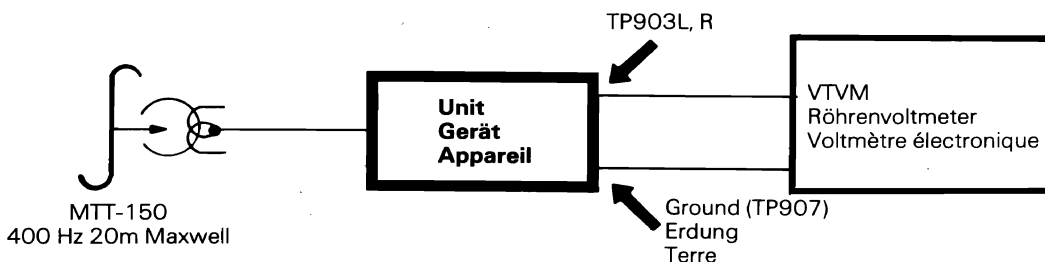 TP903L, R
Unit
Gerät
Appareil
VTVM
Röhrenvoltmeter
Voltmètre électronique
MTT-150
400 Hz 20m Maxwell
Ground (TP907)
Erdung
Terre